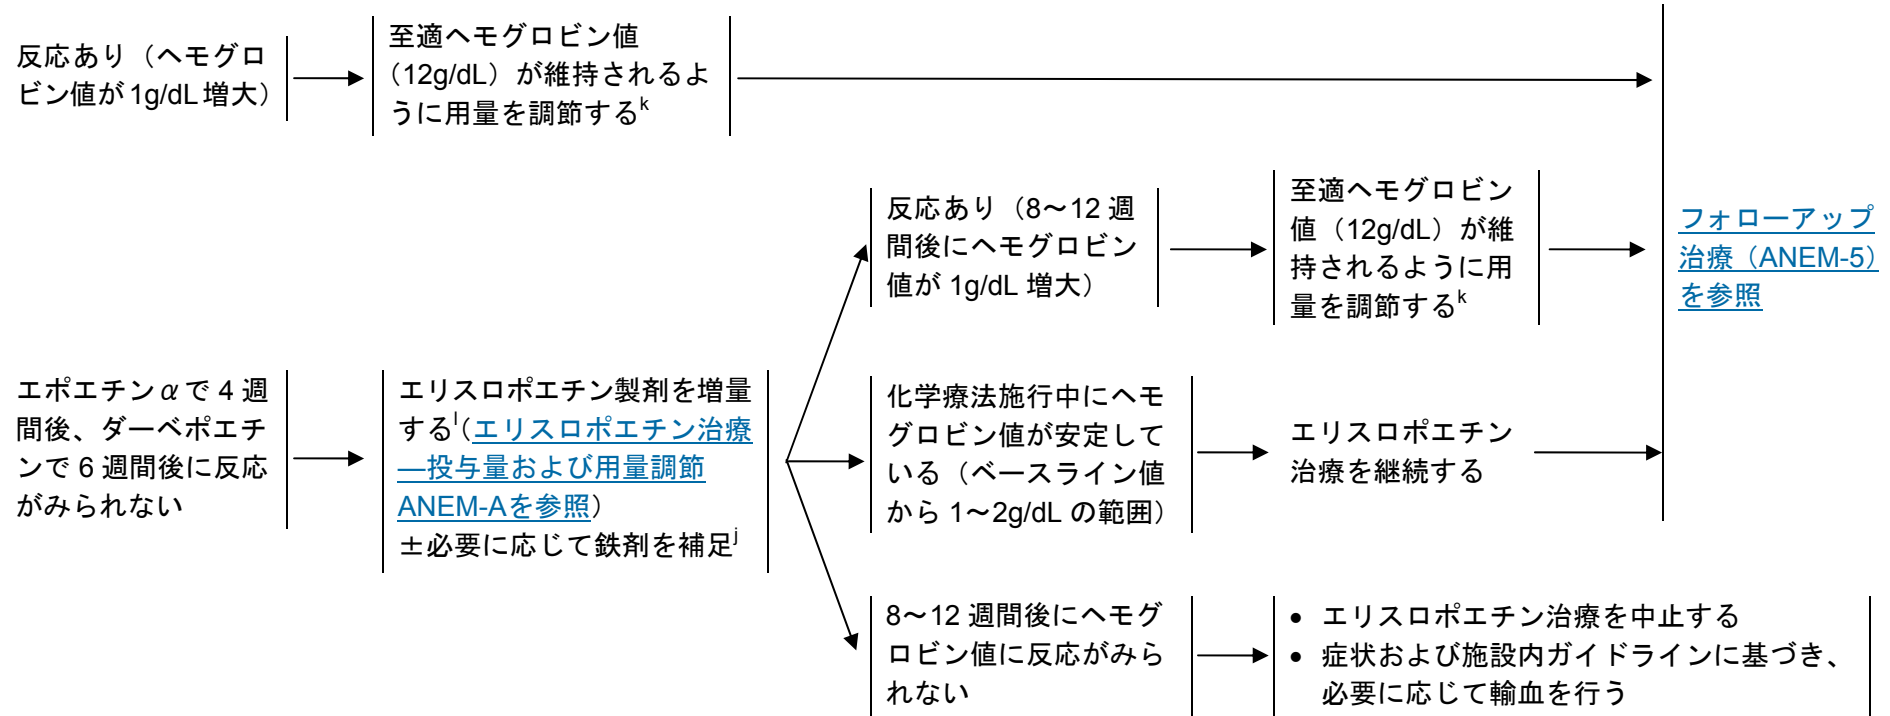 反応あり（ヘモグロ
ビン値が 1g/dL 増大）
至適ヘモグロビン値
（12g/dL）が維持されるよ
うに用量を調節するk
反応あり（8～12 週
間後にヘモグロビン
値が 1g/dL 増大）
至適ヘモグロビン
値（12g/dL）が維
持されるように用
量を調節するk
フォローアップ
治療（ANEM-5）
を参照
エポエチンαで 4 週
間後、ダーベポエチ
ンで 6 週間後に反応
がみられない
エリスロポエチン製剤を増量
するl（エリスロポエチン治療
―投与量および用量調節
ANEM-Aを参照）
±必要に応じて鉄剤を補足j
化学療法施行中にヘモ
グロビン値が安定して
いる（ベースライン値
から 1～2g/dL の範囲）
エリスロポエチン
治療を継続する
8～12 週間後にヘモグ
ロビン値に反応がみら
れない
• エリスロポエチン治療を中止する
• 症状および施設内ガイドラインに基づき、
必要に応じて輸血を行う